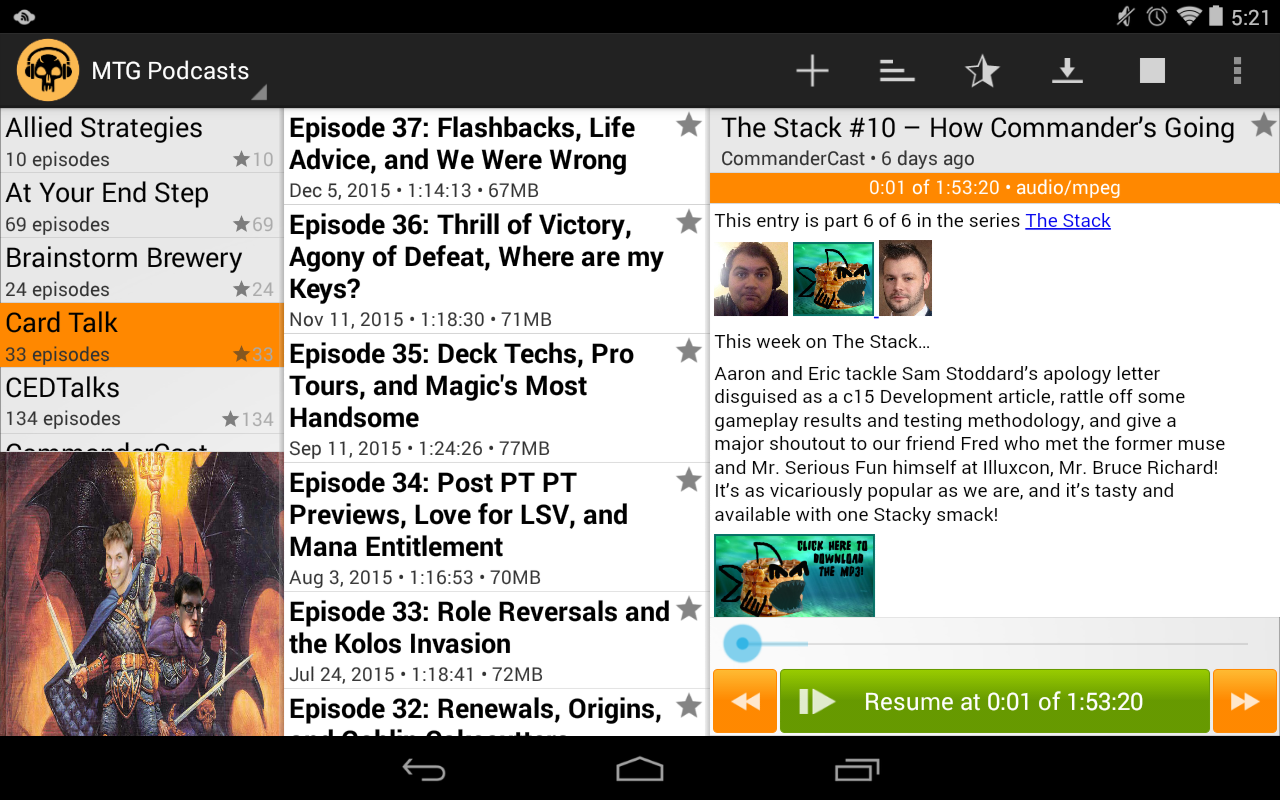 5:21
MTG Podcasts
Allied Strategies
10 episodes
10
At Your End Step
69 episodes
69
Brainstorm Brewery
24 episodes
24
Card Talk
33 episodes
33
CEDTalks
134 episodes
134
CommanderCast
Episode 37: Flashbacks, Life
Advice, and We Were Wrong
Dec 5, 2015 • 1:14:13 • 67MB
Episode 36: Thrill of Victory,
Agony of Defeat, Where are my
Keys?
Nov 11, 2015 • 1:18:30 • 71MB
Episode 35: Deck Techs, Pro
Tours, and Magic's Most
Handsome
Sep 11, 2015 • 1:24:26 • 77MB
Episode 34: Post PT PT
Previews, Love for LSV, and
Mana Entitlement
Aug 3, 2015 • 1:16:53 • 70MB
Episode 33: Role Reversals and
the Kolos Invasion
Jul 24, 2015 • 1:18:41 • 72MB
Episode 32: Renewals, Origins,
and Goblin
The Stack #10 – How Commander's Going
CommanderCast • 6 days ago
0:01 of 1:53:20 • audio/mpeg
This entry is part 6 of 6 in the series The Stack
This week on The Stack…
Aaron and Eric tackle Sam Stoddard's apology letter
disguised as a c15 Development article, rattle off some
gameplay results and testing methodology, and give a
major shoutout to our friend Fred who met the former muse
and Mr. Serious Fun himself at Illuxcon, Mr. Bruce Richard!
It's as vicariously popular as we are, and it's tasty and
available with one Stacky smack!
CLICK HERE TO
DOWNLOAD
THE MP3!
Resume at 0:01 of 1:53:20